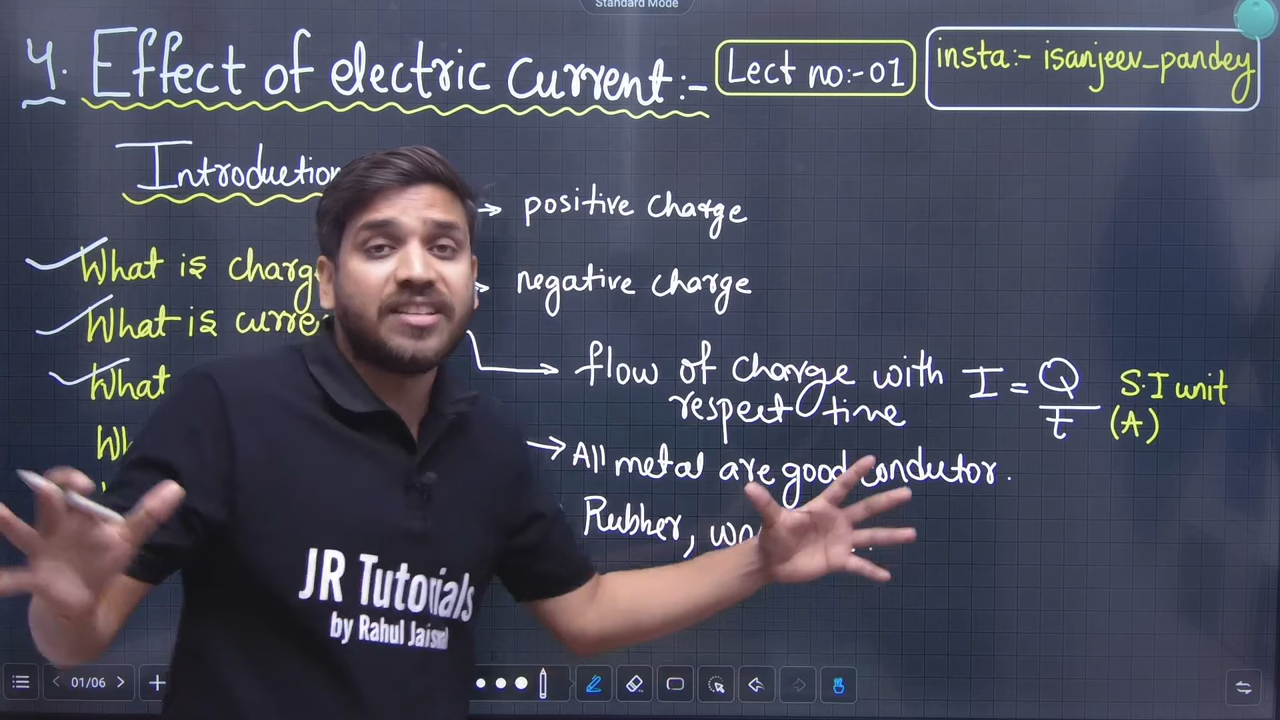 Standard Mode
4. Effect of electric Current:-
Lect no:-01
insta:- isanjeev_pandey
Introduction
→ positive Charge
What is charg
negative charge
What is curre
flow of charge with
respect time
I = Q/t
S.I unit
(A)
What
→ All metal are good condutor.
Rubber,
JR Tutorials
by Rahul Jaiswal
01/06